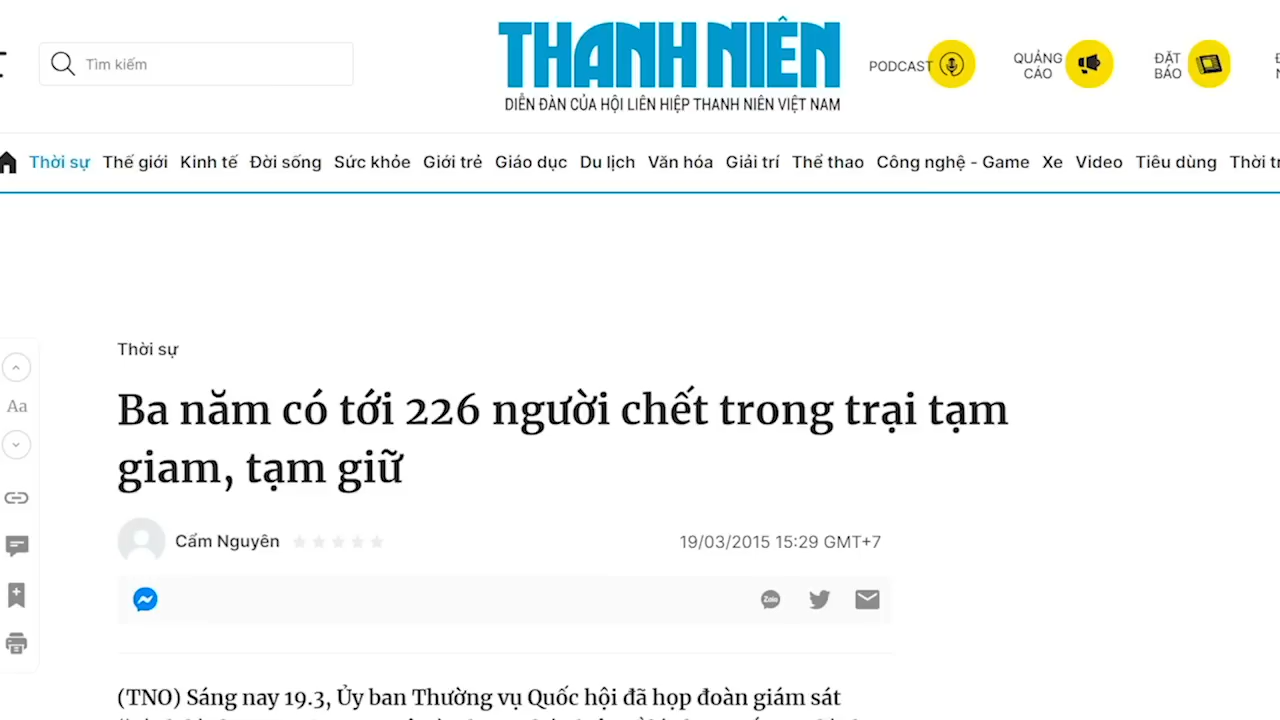 Tìm kiếm
THANH NIÊN
DIỄN ĐÀN CỦA HỘI LIÊN HIỆP THANH NIÊN VIỆT NAM
PODCAST
QUẢNG
CÁO
ĐẶT
BÁO
Thời sự Thế giới Kinh tế Đời sống Sức khỏe Giới trẻ Giáo dục Du lịch Văn hóa Giải trí Thể thao Công nghệ - Game Xe Video Tiêu dùng Thời
Thời sự
Ba năm có tới 226 người chết trong trại tạm
giam, tạm giữ
Aa
Cẩm Nguyên
19/03/2015 15:29 GMT+7
Zalo
(TNO) Sáng nay 19.3, Ủy ban Thường vụ Quốc hội đã họp đoàn giám sát